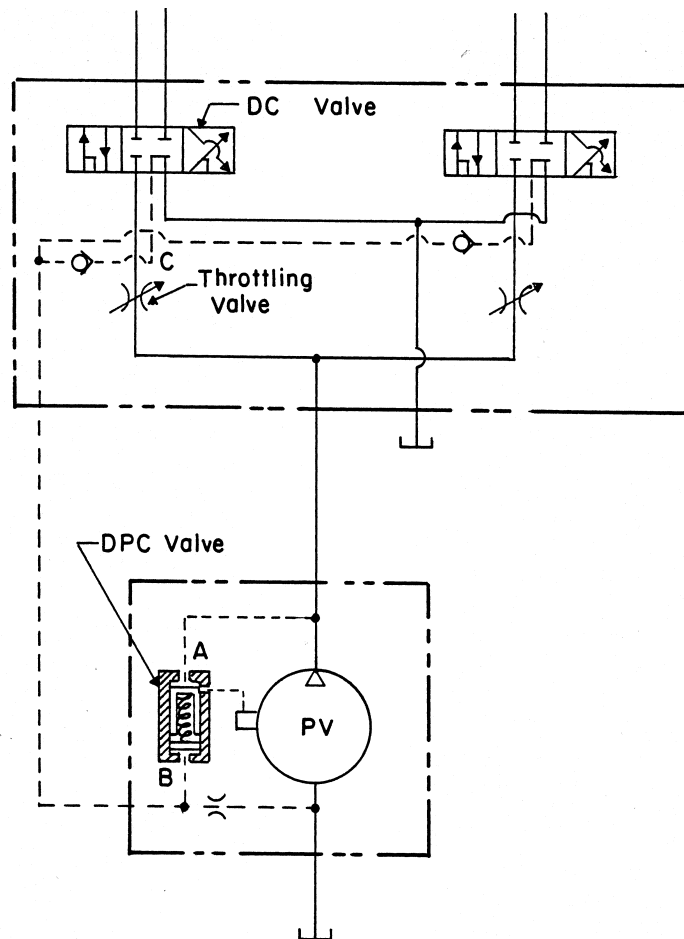 DC Valve
C
Throttling
Valve
DPC Valve
A
PV
B